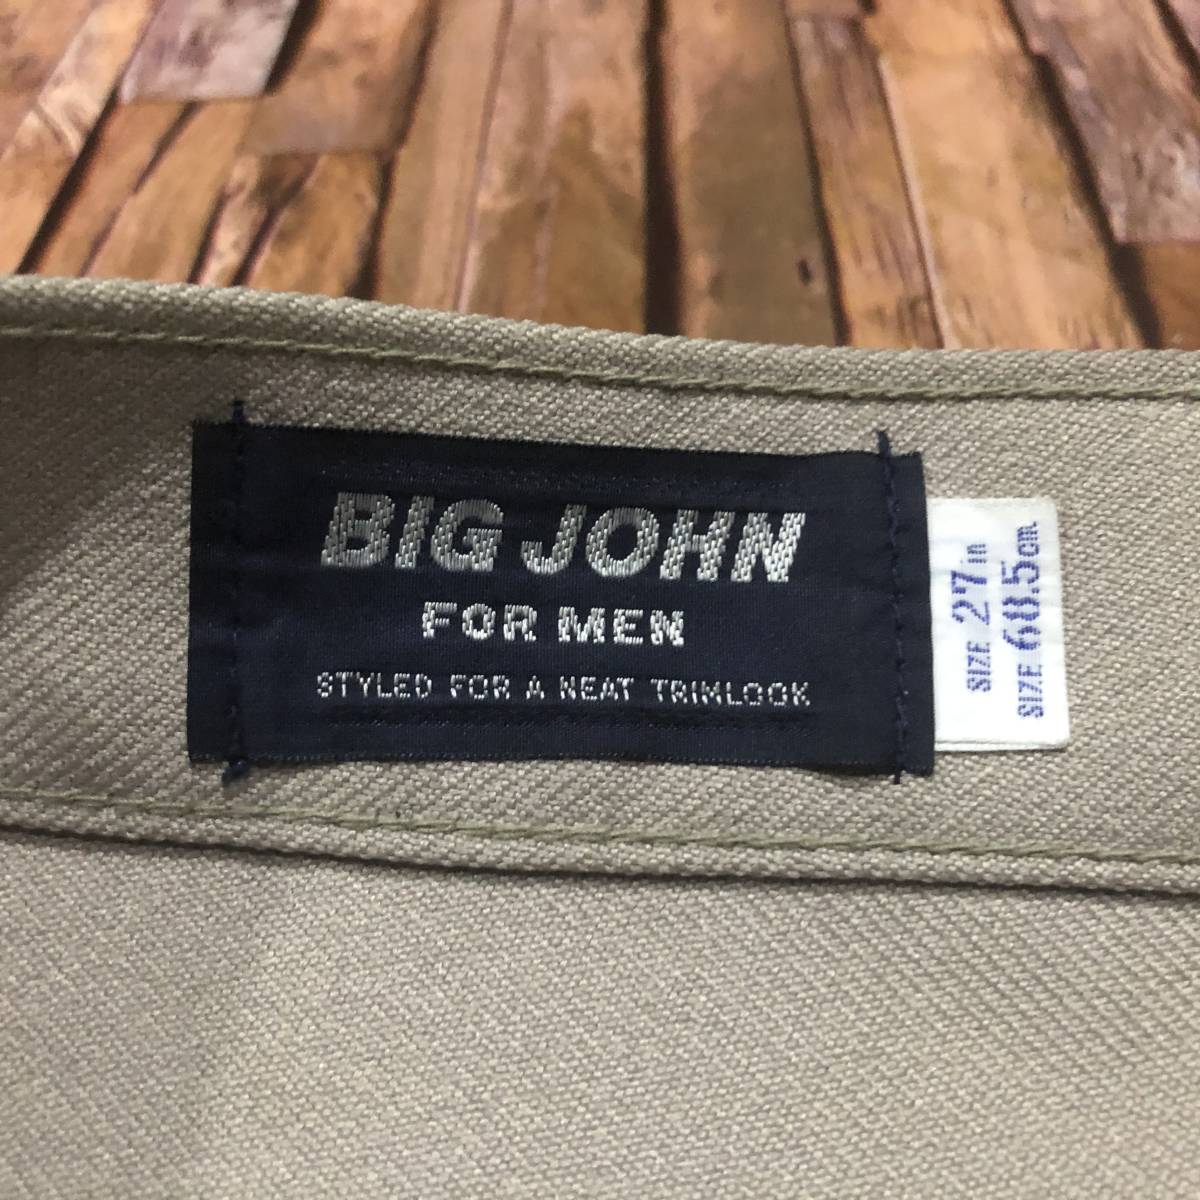 BIG JOHN
FOR MEN
STYLED FOR A NEAT TRIMLOOK
SIZE 27 in
SIZE 68.5 cm